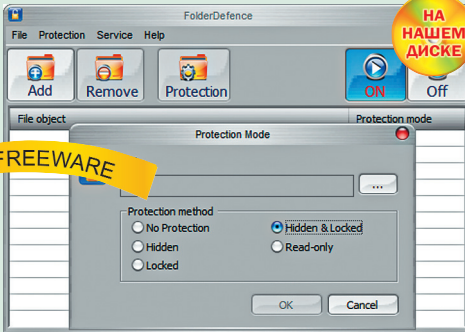 FolderDefence
НА
НАШЕМ
ДИСКЕ
File Protection Service Help
Add Remove Protection ON Off
File object Protection mode
Protection Mode
FREEWARE
...
Protection method
No Protection Hidden & Locked
Hidden Read-only
Locked
OK Cancel